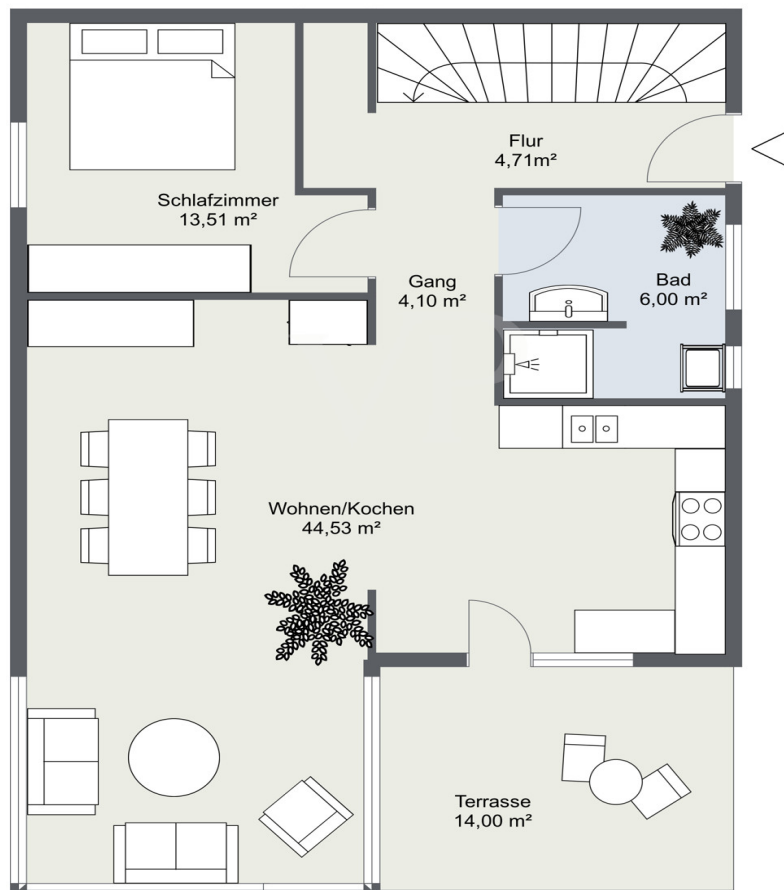 Flur
4,71m²
Schlafzimmer
13,51 m²
Gang
4,10 m²
Bad
6,00 m²
Wohnen/Kochen
44,53 m²
Terrasse
14,00 m²